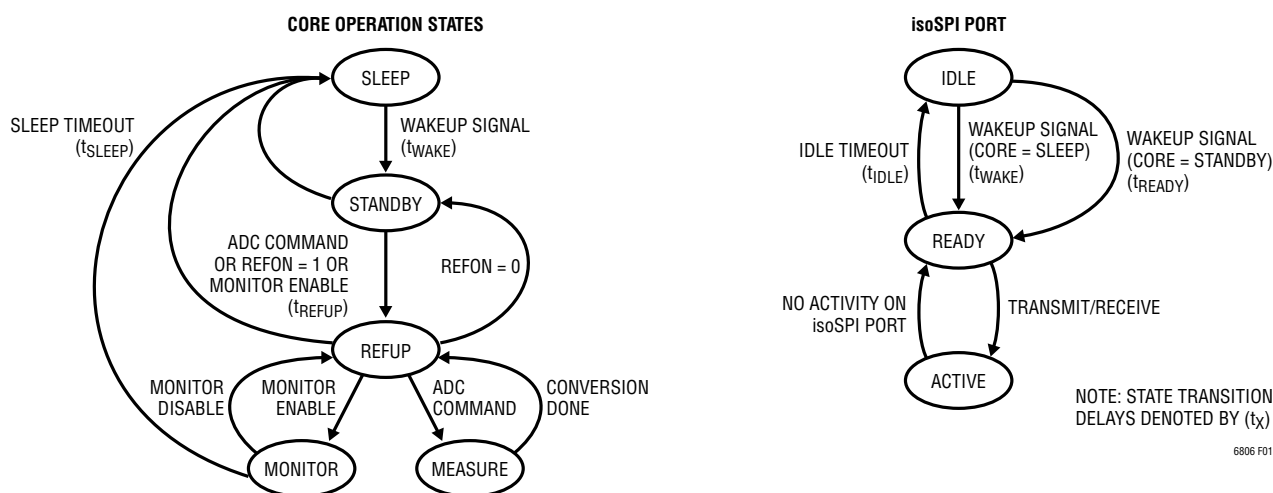 CORE OPERATION STATES
SLEEP
SLEEP TIMEOUT
(tSLEEP)
WAKEUP SIGNAL
(tWAKE)
STANDBY
ADC COMMAND
OR REFON = 1 OR
MONITOR ENABLE
(tREFUP)
REFON = 0
REFUP
MONITOR
DISABLE
MONITOR
ENABLE
ADC
COMMAND
CONVERSION
DONE
MONITOR
MEASURE
isoSPI PORT
IDLE
IDLE TIMEOUT
(tIDLE)
WAKEUP SIGNAL
(CORE = SLEEP)
(tWAKE)
WAKEUP SIGNAL
(CORE = STANDBY)
(tREADY)
READY
NO ACTIVITY ON
isoSPI PORT
TRANSMIT/RECEIVE
ACTIVE
NOTE: STATE TRANSITION
DELAYS DENOTED BY (tX)
6806 F01